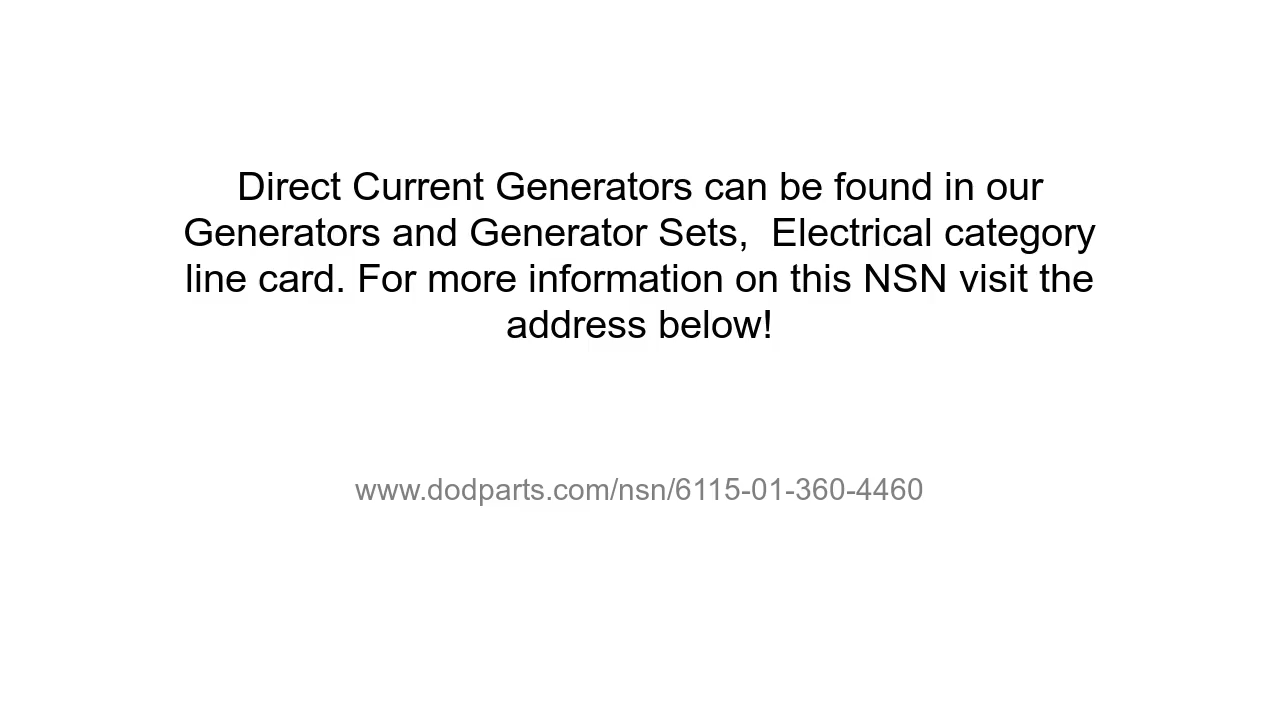 Direct Current Generators can be found in our
Generators and Generator Sets,  Electrical category
line card. For more information on this NSN visit the
address below!
www.dodparts.com/nsn/6115-01-360-4460